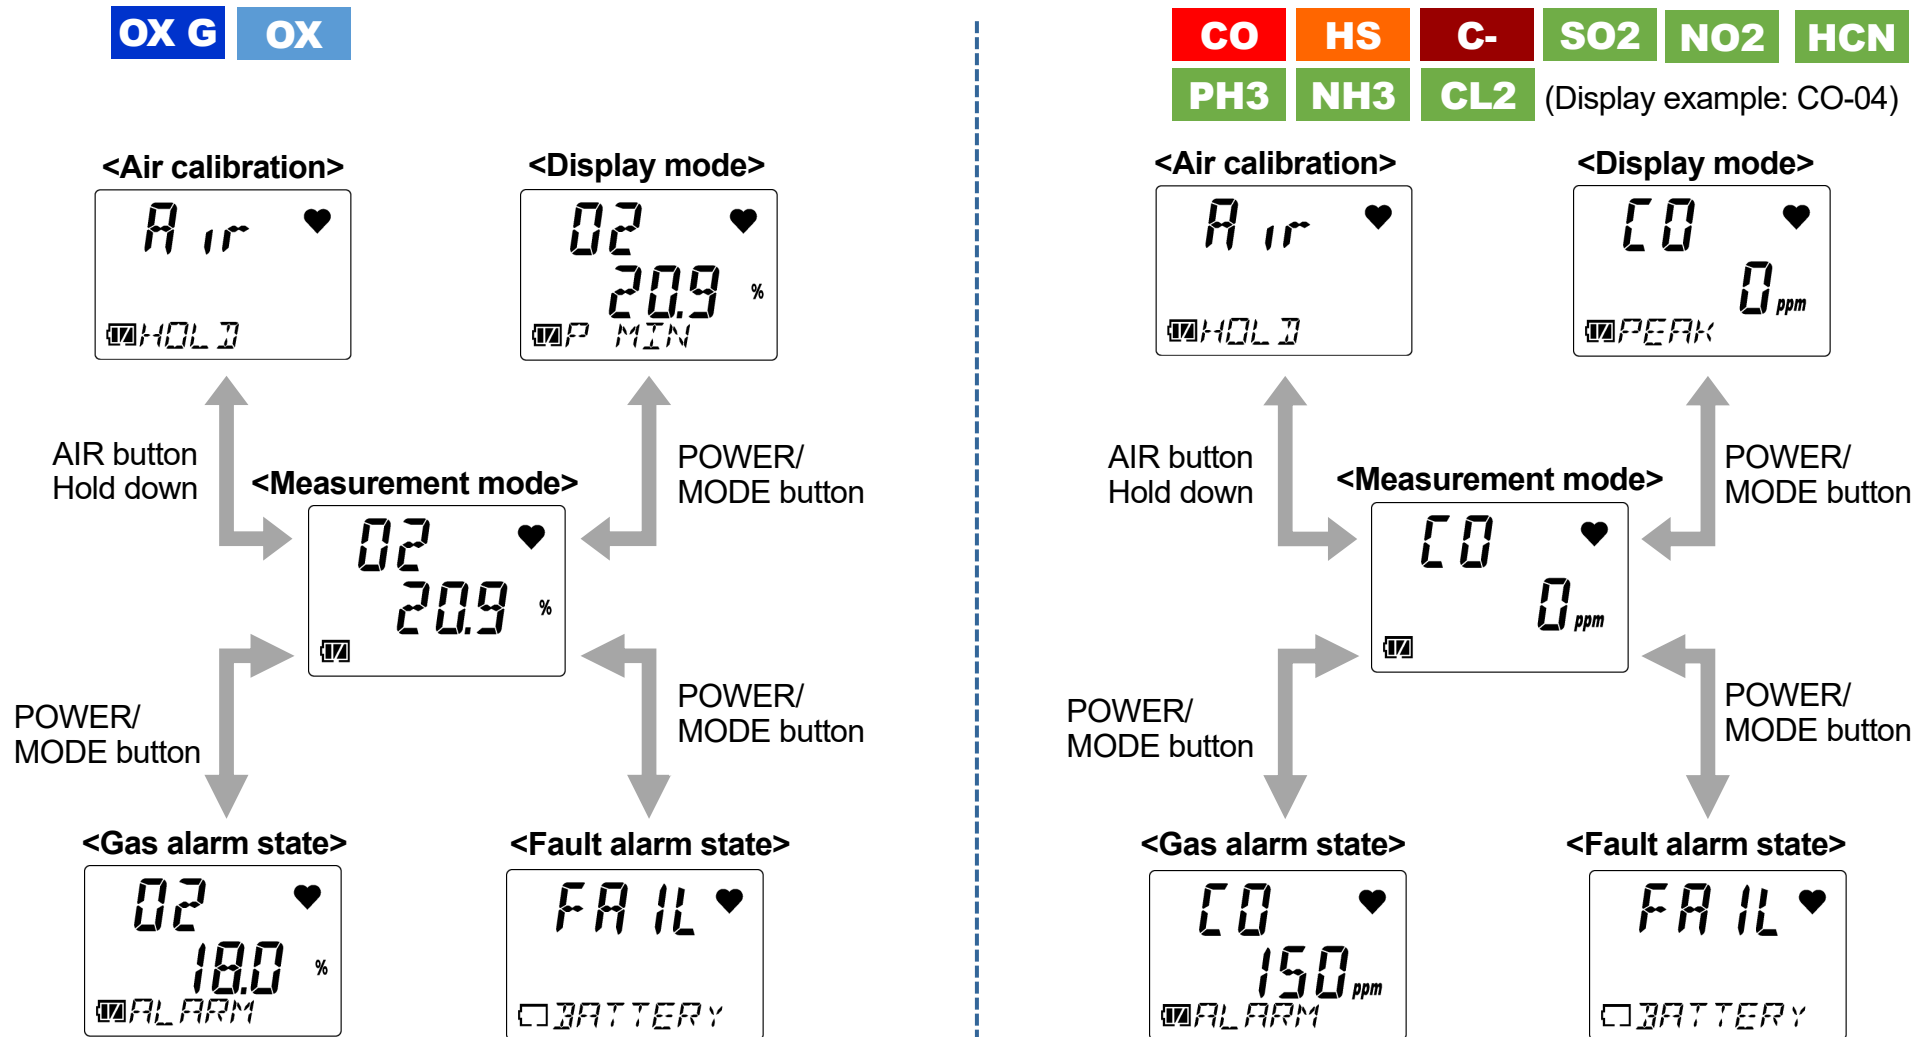 OX G OX
<Air calibration> <Display mode>
Air
HOLD
O2
20.9 %
P MIN
AIR button
Hold down
POWER/
MODE button
<Measurement mode>
O2
20.9 %
POWER/
MODE button
POWER/
MODE button
<Gas alarm state> <Fault alarm state>
O2
18.0 %
ALARM
FAIL
BATTERY
CO HS C- SO2 NO2 HCN
PH3 NH3 CL2 (Display example: CO-04)
<Air calibration> <Display mode>
Air
HOLD
CO
0 ppm
PEAK
AIR button
Hold down
POWER/
MODE button
<Measurement mode>
CO
0 ppm
POWER/
MODE button
POWER/
MODE button
<Gas alarm state> <Fault alarm state>
CO
150 ppm
ALARM
FAIL
BATTERY